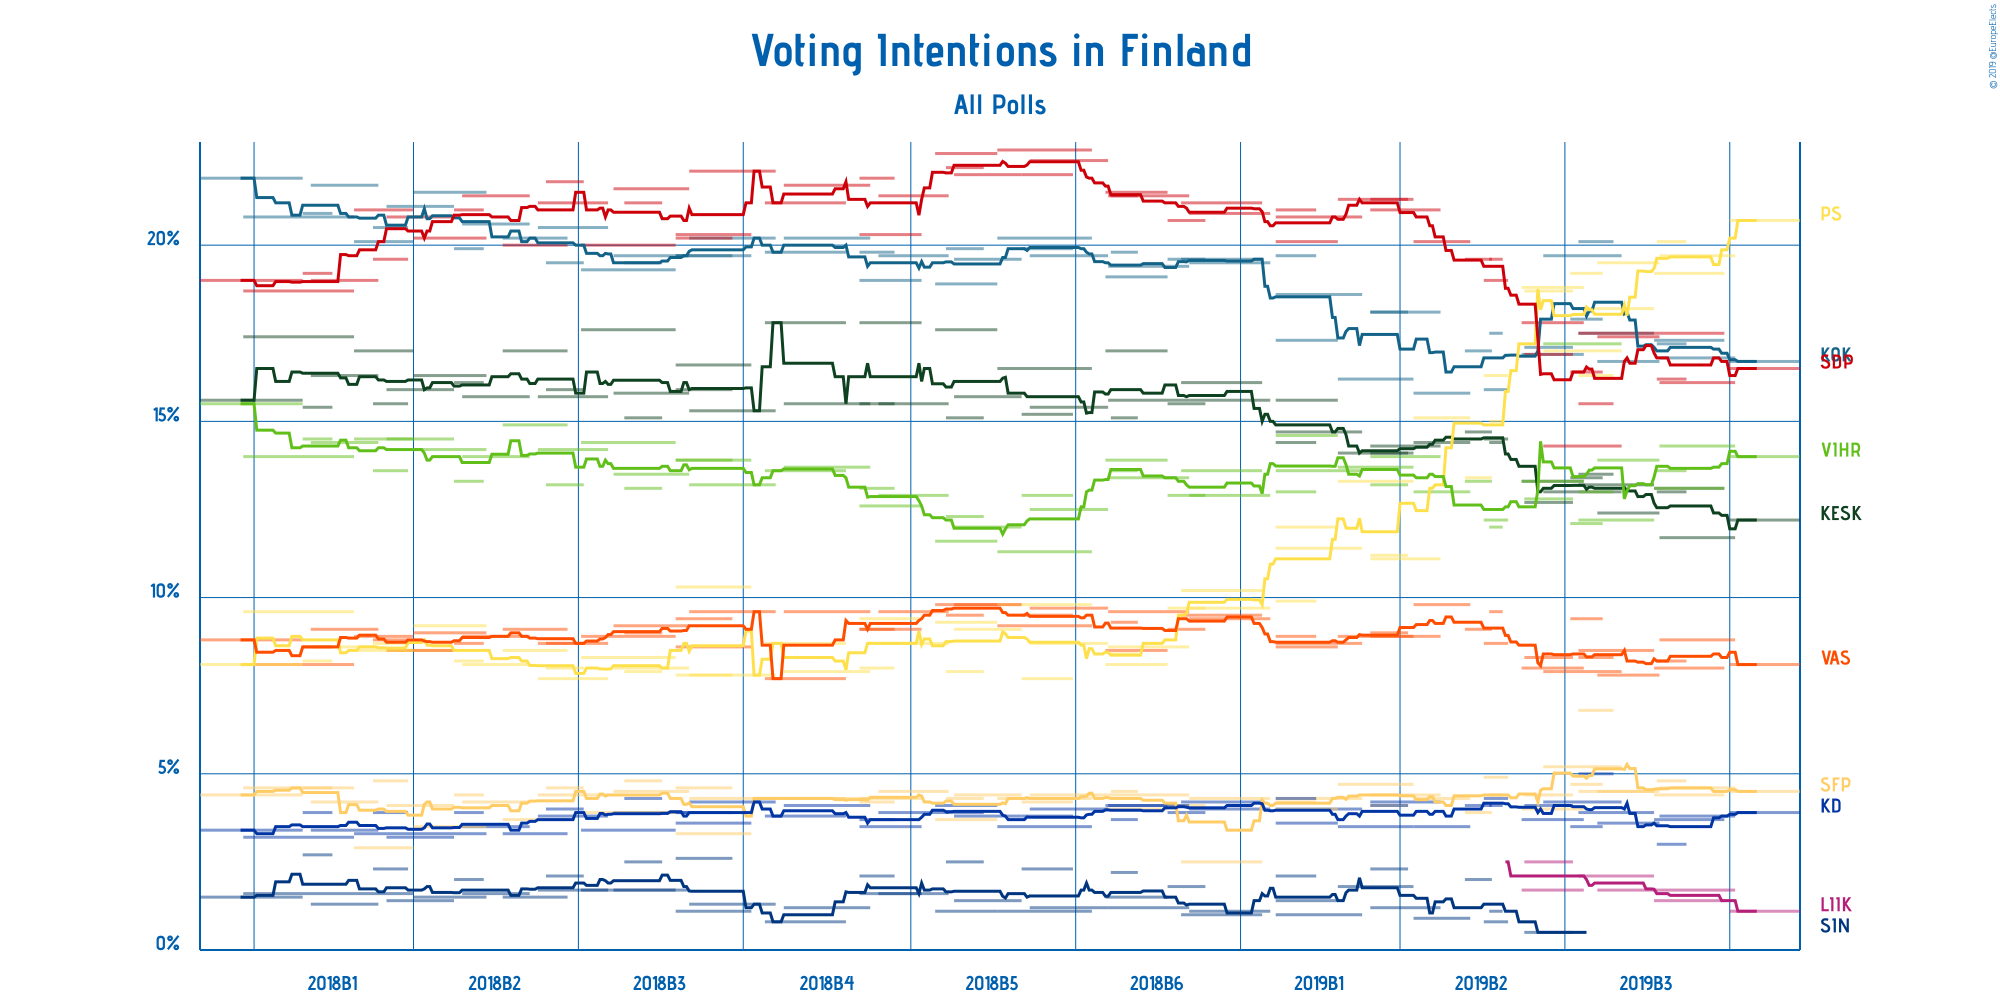 © 2019 @EuropeElects
Voting Intentions in Finland
All Polls
PS
20%
KOK
SDP
15%
VIHR
KESK
10%
VAS
5%
SFP
KD
LIIK
SIN
0%
2018B1 2018B2 2018B3 2018B4 2018B5 2018B6 2019B1 2019B2 2019B3